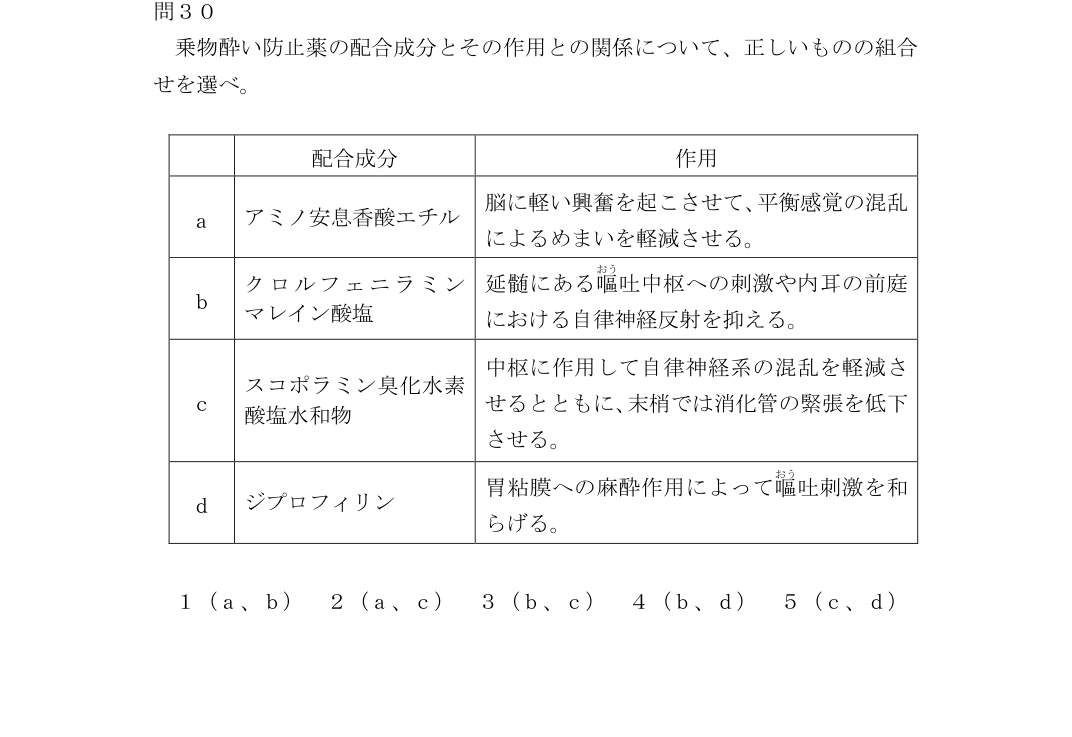 問３０
乗物酔い防止薬の配合成分とその作用との関係について、正しいものの組合
せを選べ。
配合成分
作用
a
アミノ安息香酸エチル
脳に軽い興奮を起こさせて、平衡感覚の混乱
によるめまいを軽減させる。
b
クロルフェニラミン
マレイン酸塩
おう
延髄にある嘔吐中枢への刺激や内耳の前庭
における自律神経反射を抑える。
c
スコポラミン臭化水素
酸塩水和物
中枢に作用して自律神経系の混乱を軽減さ
せるとともに、末梢では消化管の緊張を低下
させる。
d
ジプロフィリン
おう
胃粘膜への麻酔作用によって嘔吐刺激を和
らげる。
１（ａ、ｂ）　２（ａ、ｃ）　３（ｂ、ｃ）　４（ｂ、ｄ）　５（ｃ、ｄ）